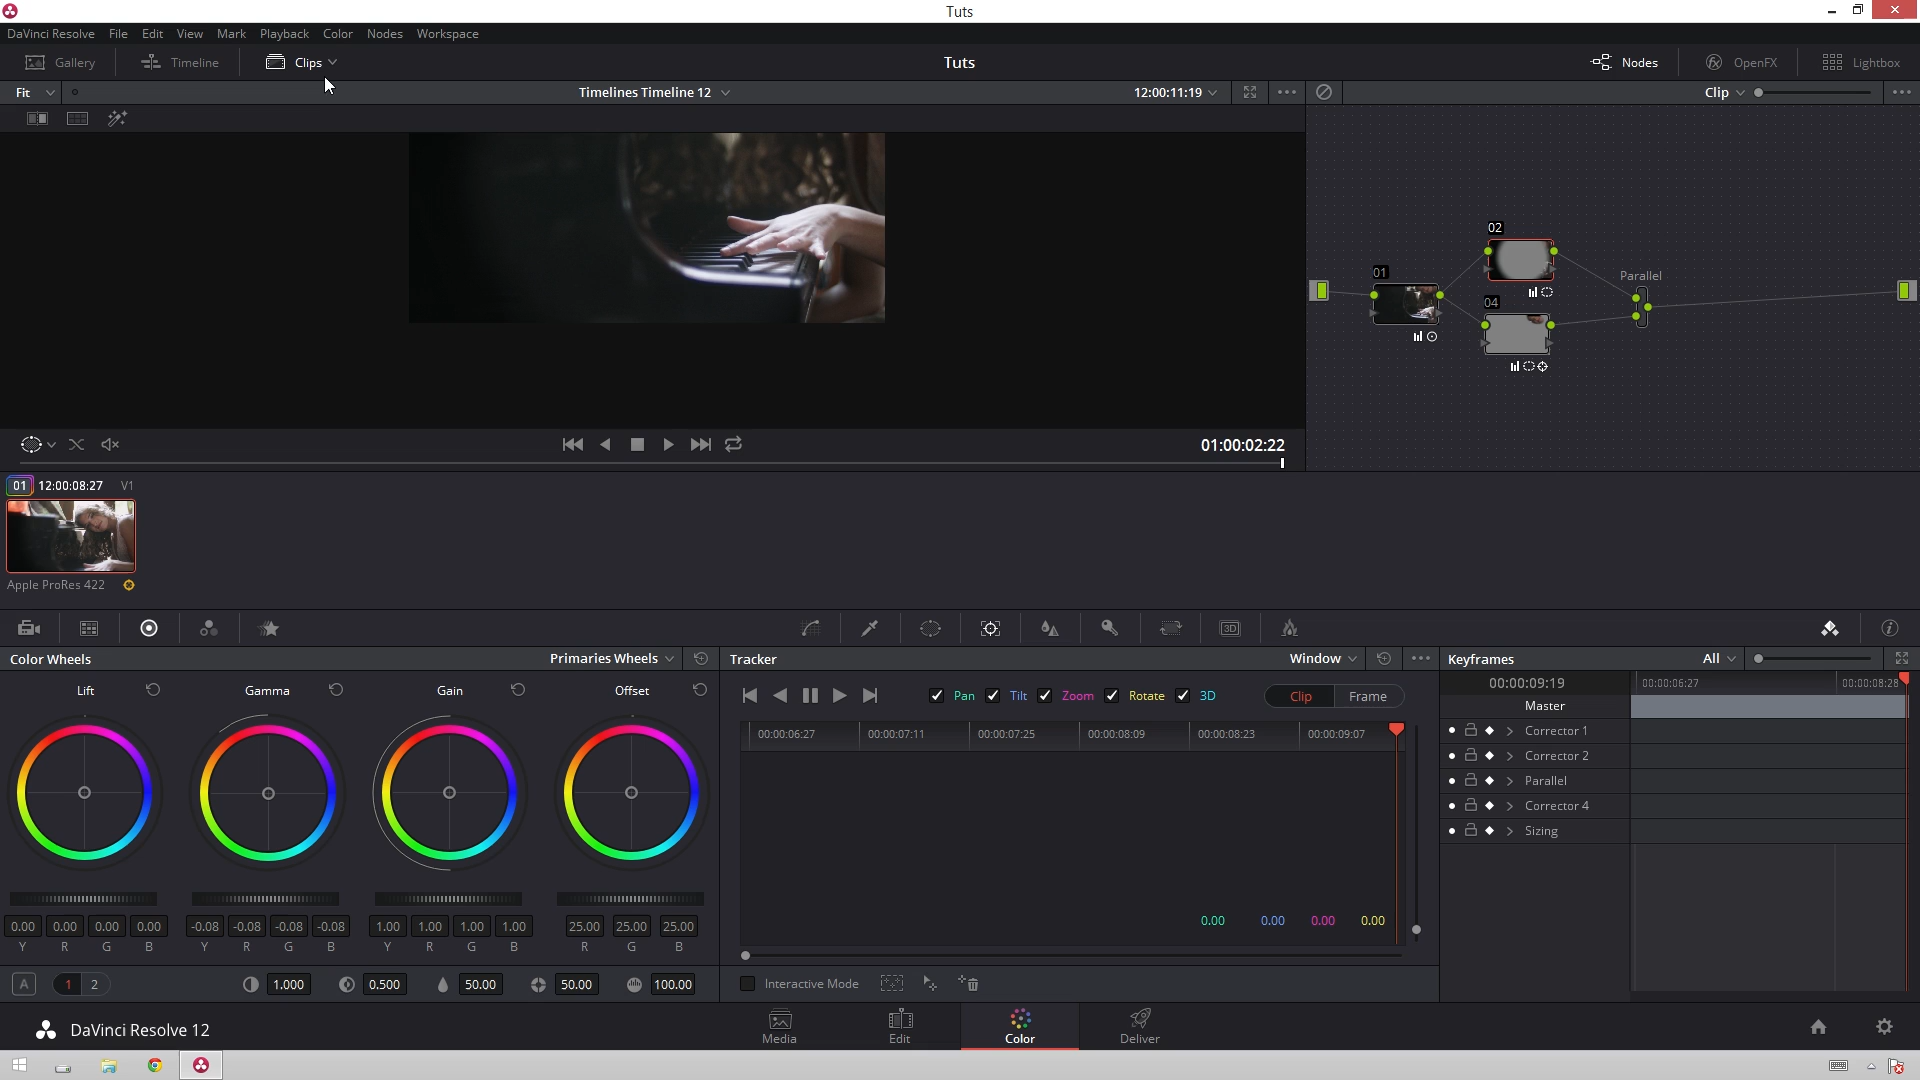 Tuts
DaVinci Resolve File Edit View Mark Playback Color Nodes Workspace
Gallery Timeline Clips Tuts Nodes OpenFX Lightbox
Fit Timelines Timeline 12 12:00:11:19 Clip
02
Parallel
01
04
01:00:02:22
01 12:00:08:27 V1
Apple ProRes 422
3D
Color Wheels Primaries Wheels Tracker Window Keyframes All
Lift Gamma Gain Offset Pan Tilt Zoom Rotate 3D Clip Frame
00:00:09:19 00:00:06:27 00:00:08:28
Master
00:00:06:27 00:00:07:11 00:00:07:25 00:00:08:09 00:00:08:23 00:00:09:07
Corrector 1
Corrector 2
Parallel
Corrector 4
Sizing
0.00 0.00 0.00 0.00 -0.08 -0.08 -0.08 -0.08 1.00 1.00 1.00 1.00 25.00 25.00 25.00 0.00 0.00 0.00 0.00
Y R G B Y R G B Y R G B R G B
A 1 2 1.000 0.500 50.00 50.00 100.00 Interactive Mode
DaVinci Resolve 12 Media Edit Color Deliver